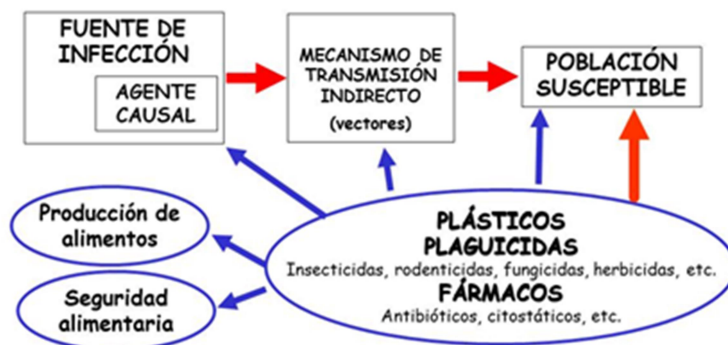 FUENTE DE
INFECCIÓN
AGENTE
CAUSAL
MECANISMO DE
TRANSMISIÓN
INDIRECTO
(vectores)
POBLACIÓN
SUSCEPTIBLE
Producción de
alimentos
Seguridad
alimentaria
PLÁSTICOS
PLAGUICIDAS
Insecticidas, rodenticidas, fungicidas, herbicidas, etc.
FÁRMACOS
Antibióticos, citostáticos, etc.